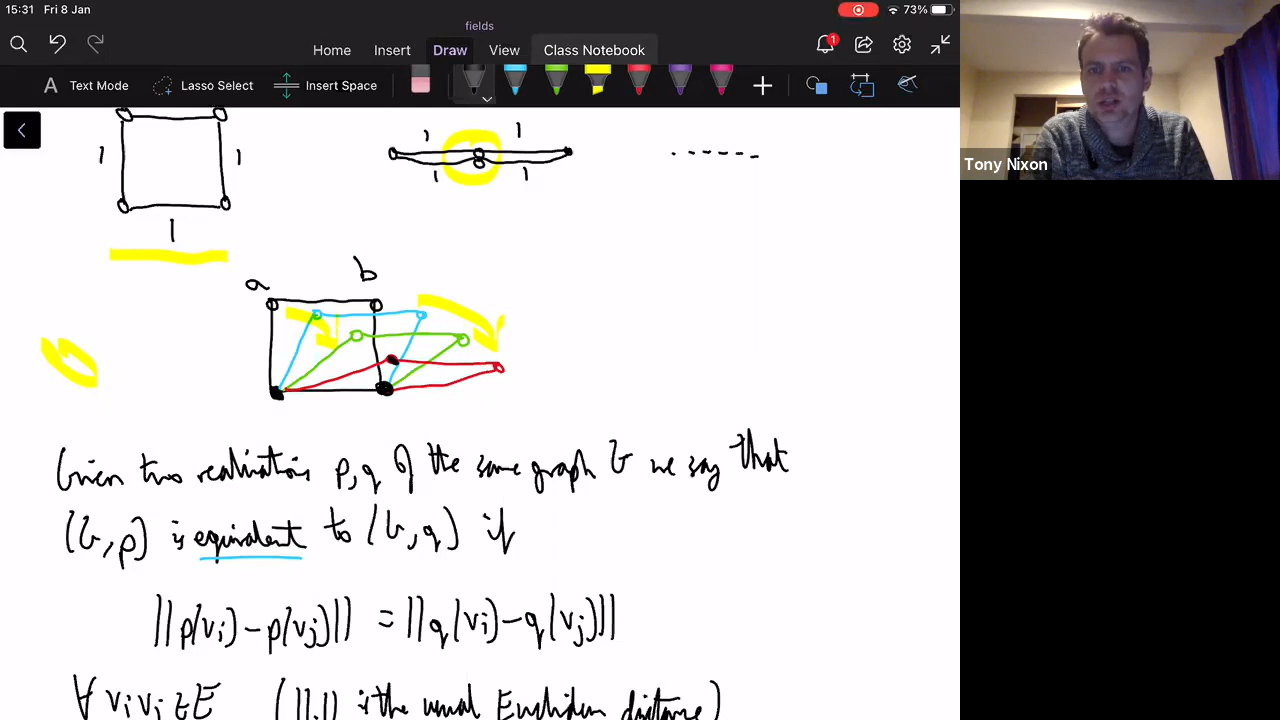 15:31 Fri 8 Jan
73%
fields
Home Insert Draw View Class Notebook
1
A Text Mode Lasso Select Insert Space
Tony Nixon
1 1
1 1
1 1
1
a b
Given two realisations p, q of the same graph G we say that
(G, p) is equivalent to (G, q) if
||p(vi) - p(vj)|| = ||q(vi) - q(vj)||
∀ vivj ∈ E (||.|| is the usual Euclidean distance)